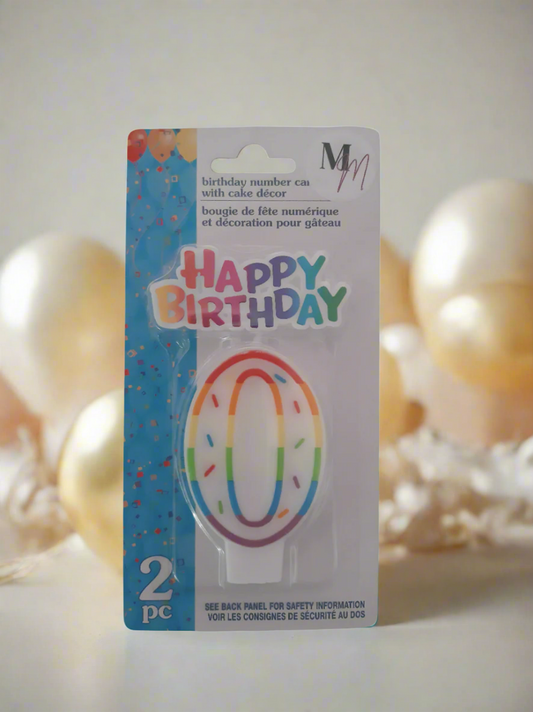 M M
birthday number ca
with cake décor
bougie de fête numérique
et décoration pour gâteau
HAPPY
BIRTHDAY
0
2
pc
SEE BACK PANEL FOR SAFETY INFORMATION
VOIR LES CONSIGNES DE SÉCURITÉ AU DOS